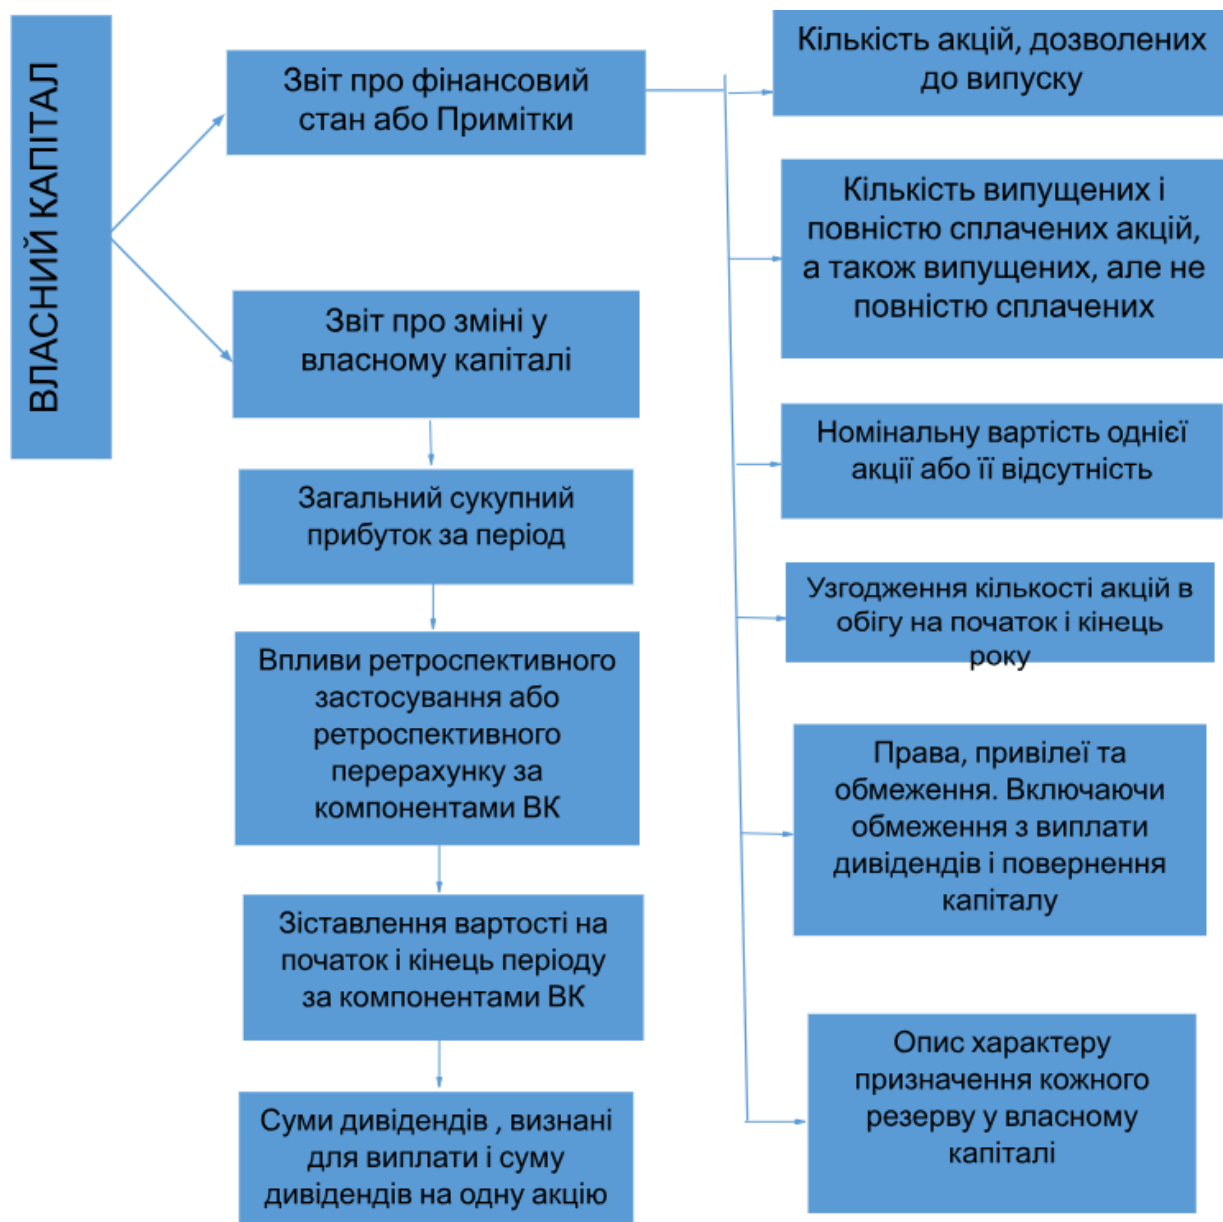 ВЛАСНИЙ КАПІТАЛ
Звіт про фінансовий
стан або Примітки
Звіт про зміні у
власному капіталі
Загальний сукупний
прибуток за період
Впливи ретроспективного
застосування або
ретроспективного
перерахунку за
компонентами ВК
Зіставлення вартості на
початок і кінець періоду
за компонентами ВК
Суми дивідендів , визнані
для виплати і суму
дивідендів на одну акцію
Кількість акцій, дозволених
до випуску
Кількість випущених і
повністю сплачених акцій,
а також випущених, але не
повністю сплачених
Номінальну вартість однієї
акції або її відсутність
Узгодження кількості акцій в
обігу на початок і кінець
року
Права, привілеї та
обмеження. Включаючи
обмеження з виплати
дивідендів і повернення
капіталу
Опис характеру
призначення кожного
резерву у власному
капіталі